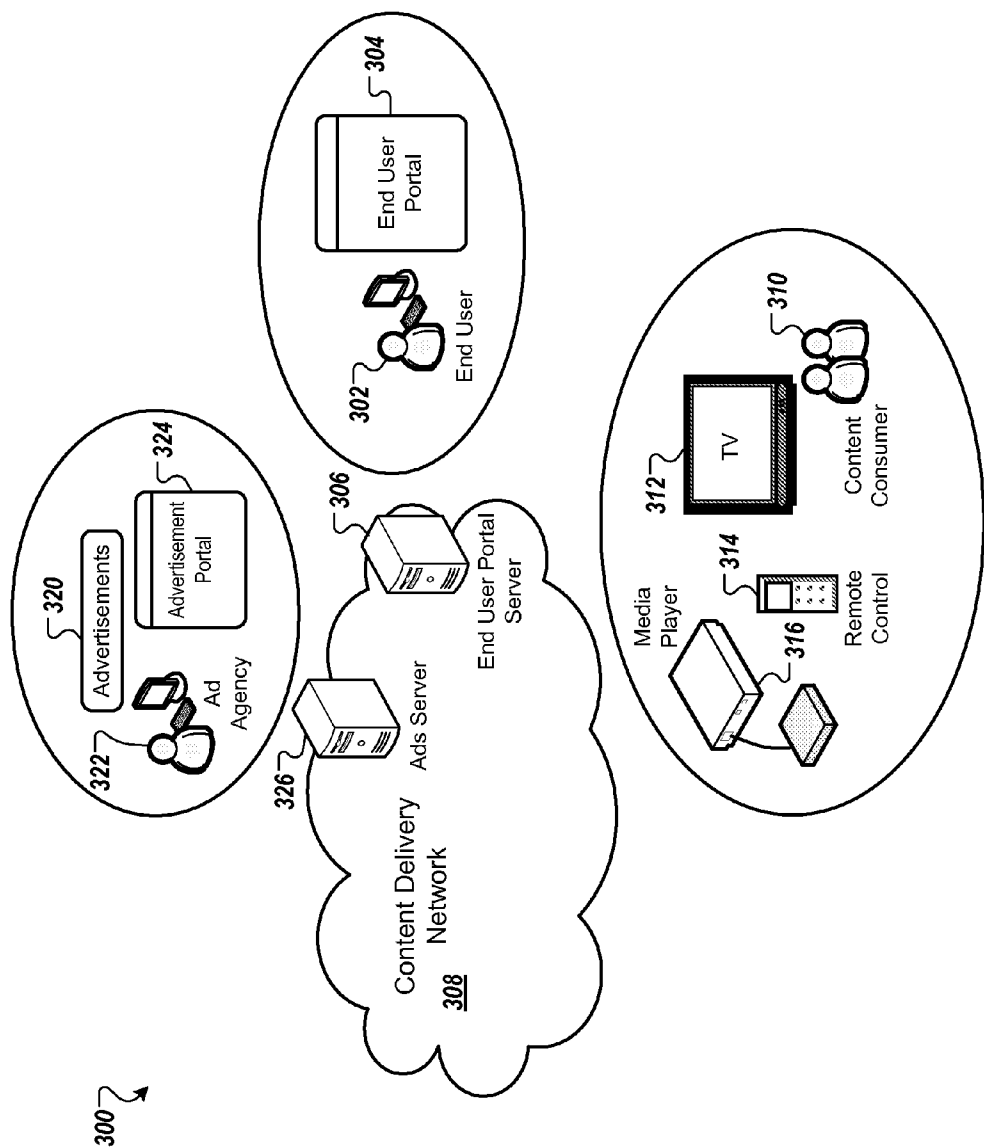 300
320
Advertisements
324
Advertisement
Portal
322
Ad
Agency
304
End User
Portal
302
End User
326
Ads Server
306
End User Portal
Server
Content Delivery
Network
308
Media
Player
316
314
Remote
Control
312
TV
310
Content
Consumer